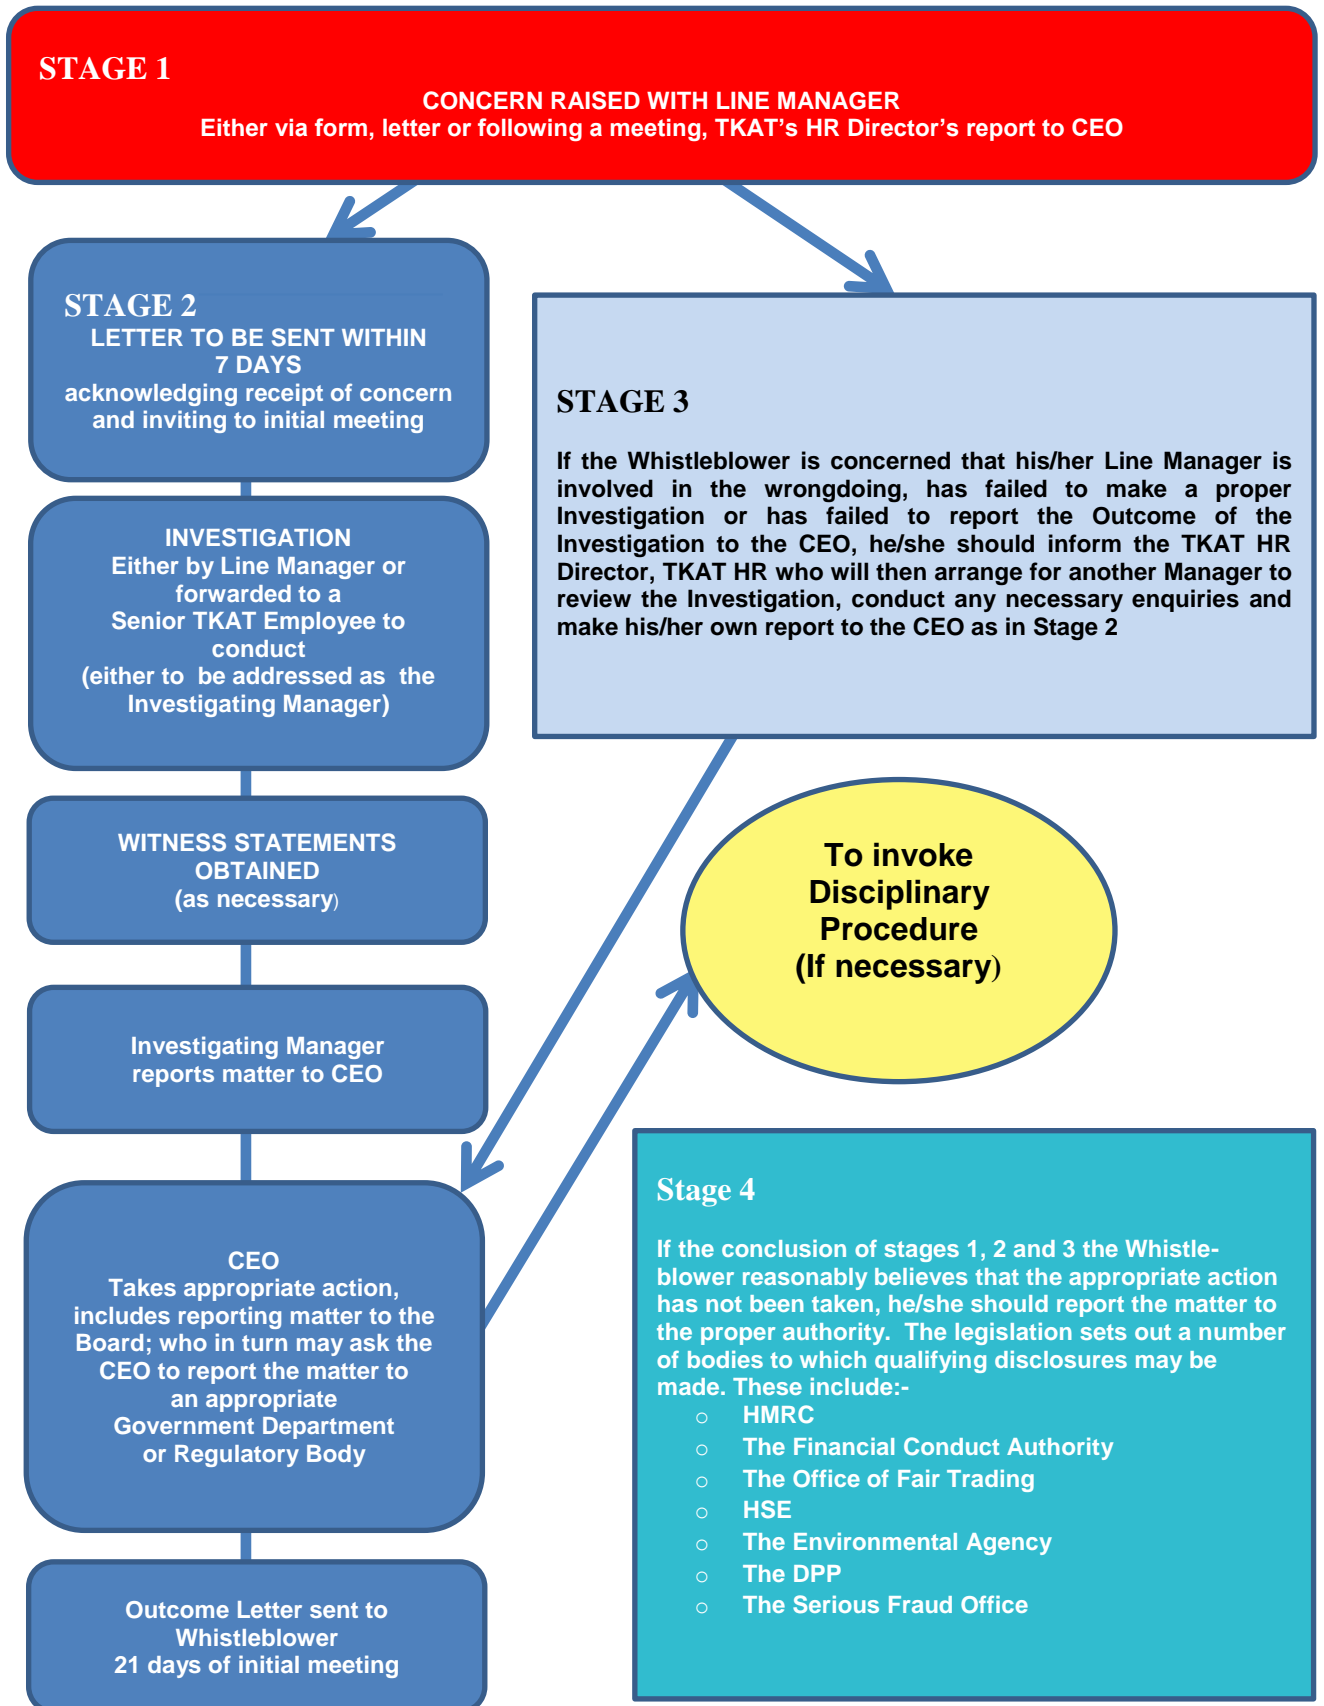 STAGE 1
CONCERN RAISED WITH LINE MANAGER
Either via form, letter or following a meeting, TKAT's HR Director's report to CEO
STAGE 2
LETTER TO BE SENT WITHIN
7 DAYS
acknowledging receipt of concern
and inviting to initial meeting
INVESTIGATION
Either by Line Manager or
forwarded to a
Senior TKAT Employee to
conduct
(either to be addressed as the
Investigating Manager)
WITNESS STATEMENTS
OBTAINED
(as necessary)
Investigating Manager
reports matter to CEO
CEO
Takes appropriate action,
includes reporting matter to the
Board; who in turn may ask the
CEO to report the matter to
an appropriate
Government Department
or Regulatory Body
Outcome Letter sent to
Whistleblower
21 days of initial meeting
STAGE 3
If the Whistleblower is concerned that his/her Line Manager is
involved in the wrongdoing, has failed to make a proper
Investigation or has failed to report the Outcome of the
Investigation to the CEO, he/she should inform the TKAT HR
Director, TKAT HR who will then arrange for another Manager to
review the Investigation, conduct any necessary enquiries and
make his/her own report to the CEO as in Stage 2
To invoke
Disciplinary
Procedure
(If necessary)
Stage 4
If the conclusion of stages 1, 2 and 3 the Whistle-
blower reasonably believes that the appropriate action
has not been taken, he/she should report the matter to
the proper authority. The legislation sets out a number
of bodies to which qualifying disclosures may be
made. These include:-
o HMRC
o The Financial Conduct Authority
o The Office of Fair Trading
o HSE
o The Environmental Agency
o The DPP
o The Serious Fraud Office